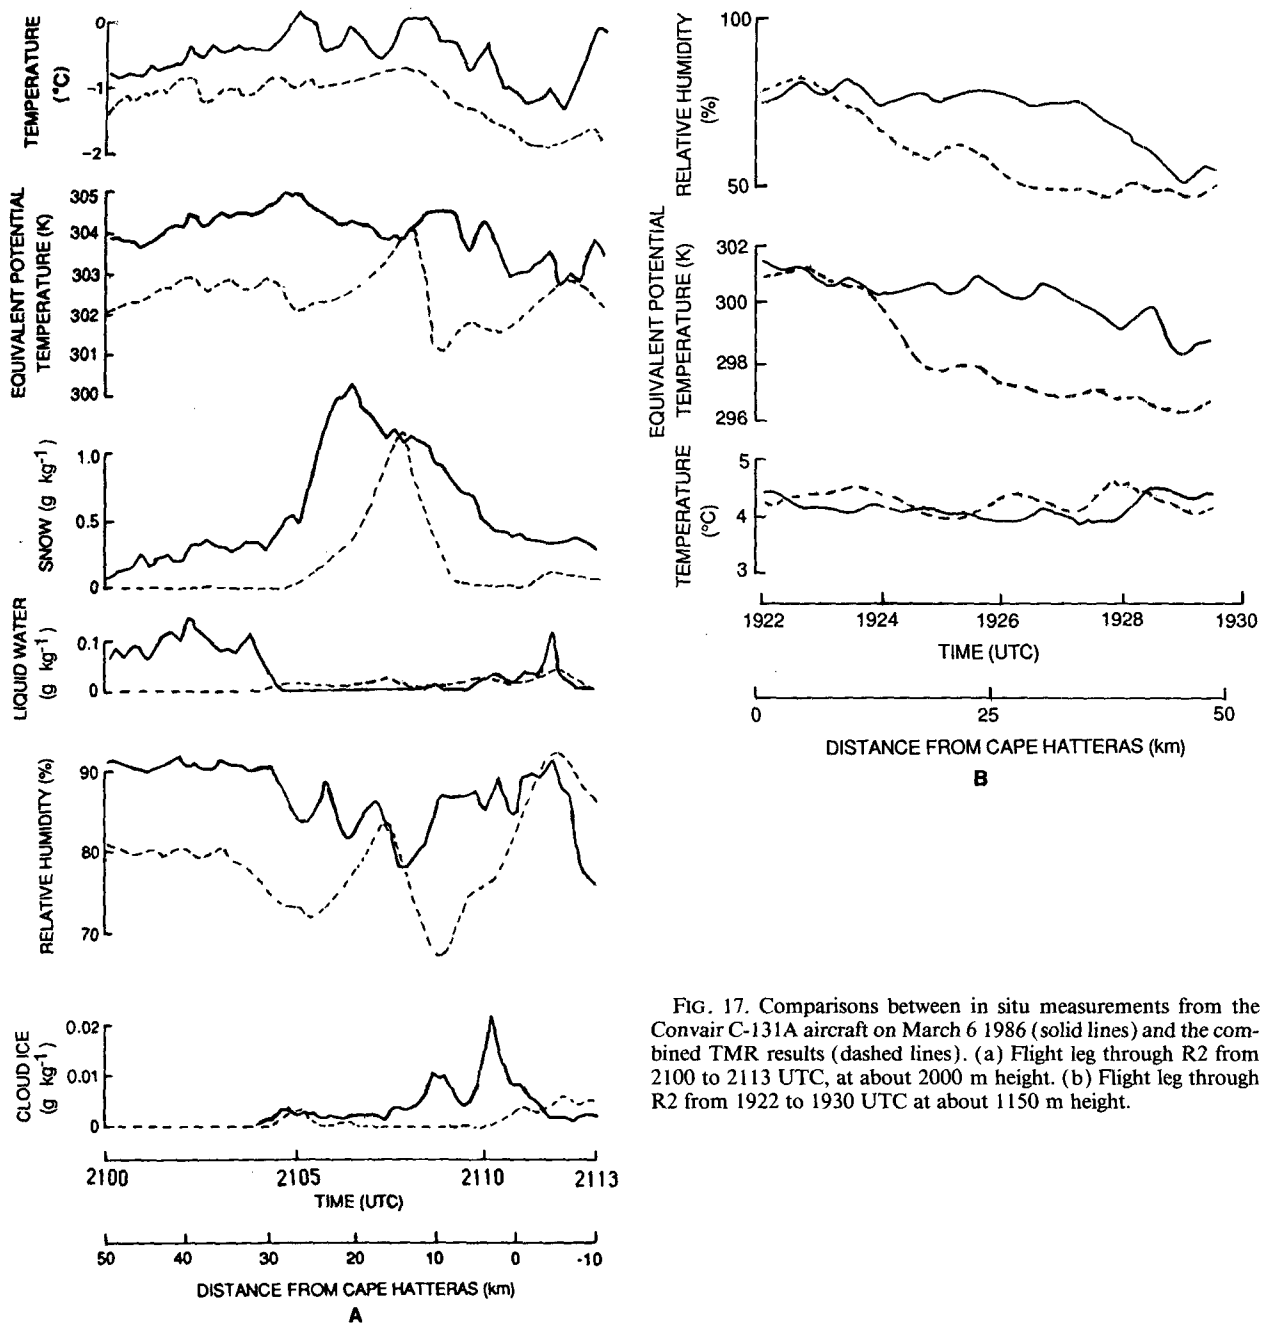 TEMPERATURE
(°C)
0
-1
-2
EQUIVALENT POTENTIAL
TEMPERATURE (K)
305
304
303
302
301
300
SNOW (g kg-1)
1.0
0.5
0
LIQUID WATER
(g kg-1)
0.1
0
RELATIVE HUMIDITY (%)
90
80
70
CLOUD ICE
(g kg-1)
0.02
0.01
0
2100 2105 2110 2113
TIME (UTC)
50 40 30 20 10 0 -10
DISTANCE FROM CAPE HATTERAS (km)
A
RELATIVE HUMIDITY
(%)
100
50
EQUIVALENT POTENTIAL
TEMPERATURE (K)
302
300
298
296
TEMPERATURE
(°C)
5
4
3
1922 1924 1926 1928 1930
TIME (UTC)
0 25 50
DISTANCE FROM CAPE HATTERAS (km)
B
FIG. 17. Comparisons between in situ measurements from the
Convair C-131A aircraft on March 6 1986 (solid lines) and the com-
bined TMR results (dashed lines). (a) Flight leg through R2 from
2100 to 2113 UTC, at about 2000 m height. (b) Flight leg through
R2 from 1922 to 1930 UTC at about 1150 m height.